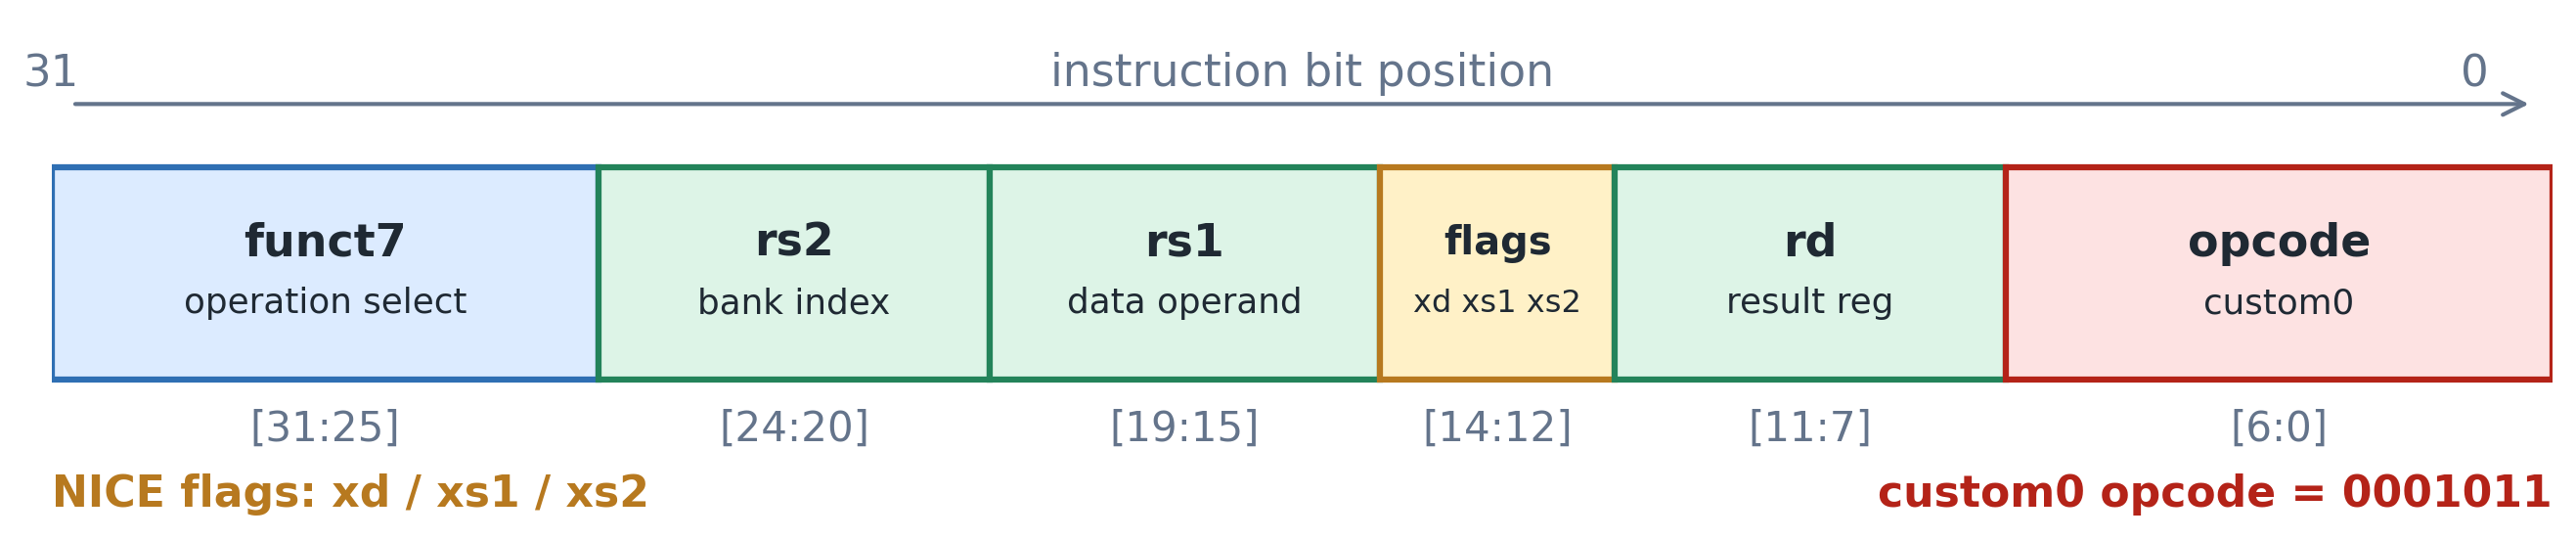 31 instruction bit position 0
funct7 rs2 rs1 flags rd opcode
operation select bank index data operand xd xs1 xs2 result reg custom0
[31:25] [24:20] [19:15] [14:12] [11:7] [6:0]
NICE flags: xd / xs1 / xs2 custom0 opcode = 0001011